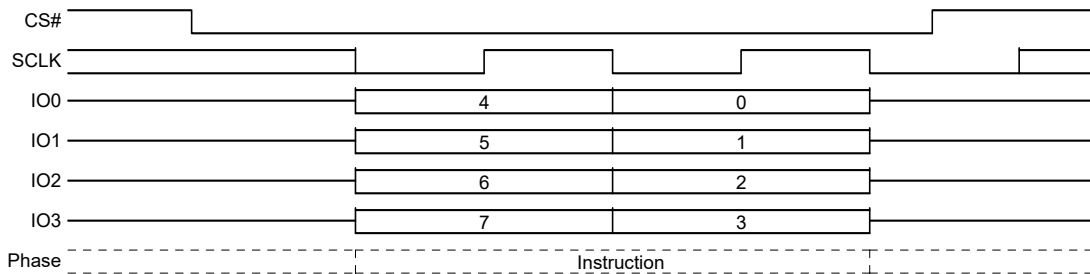 CS#
SCLK
IO0 4 0
IO1 5 1
IO2 6 2
IO3 7 3
Phase Instruction